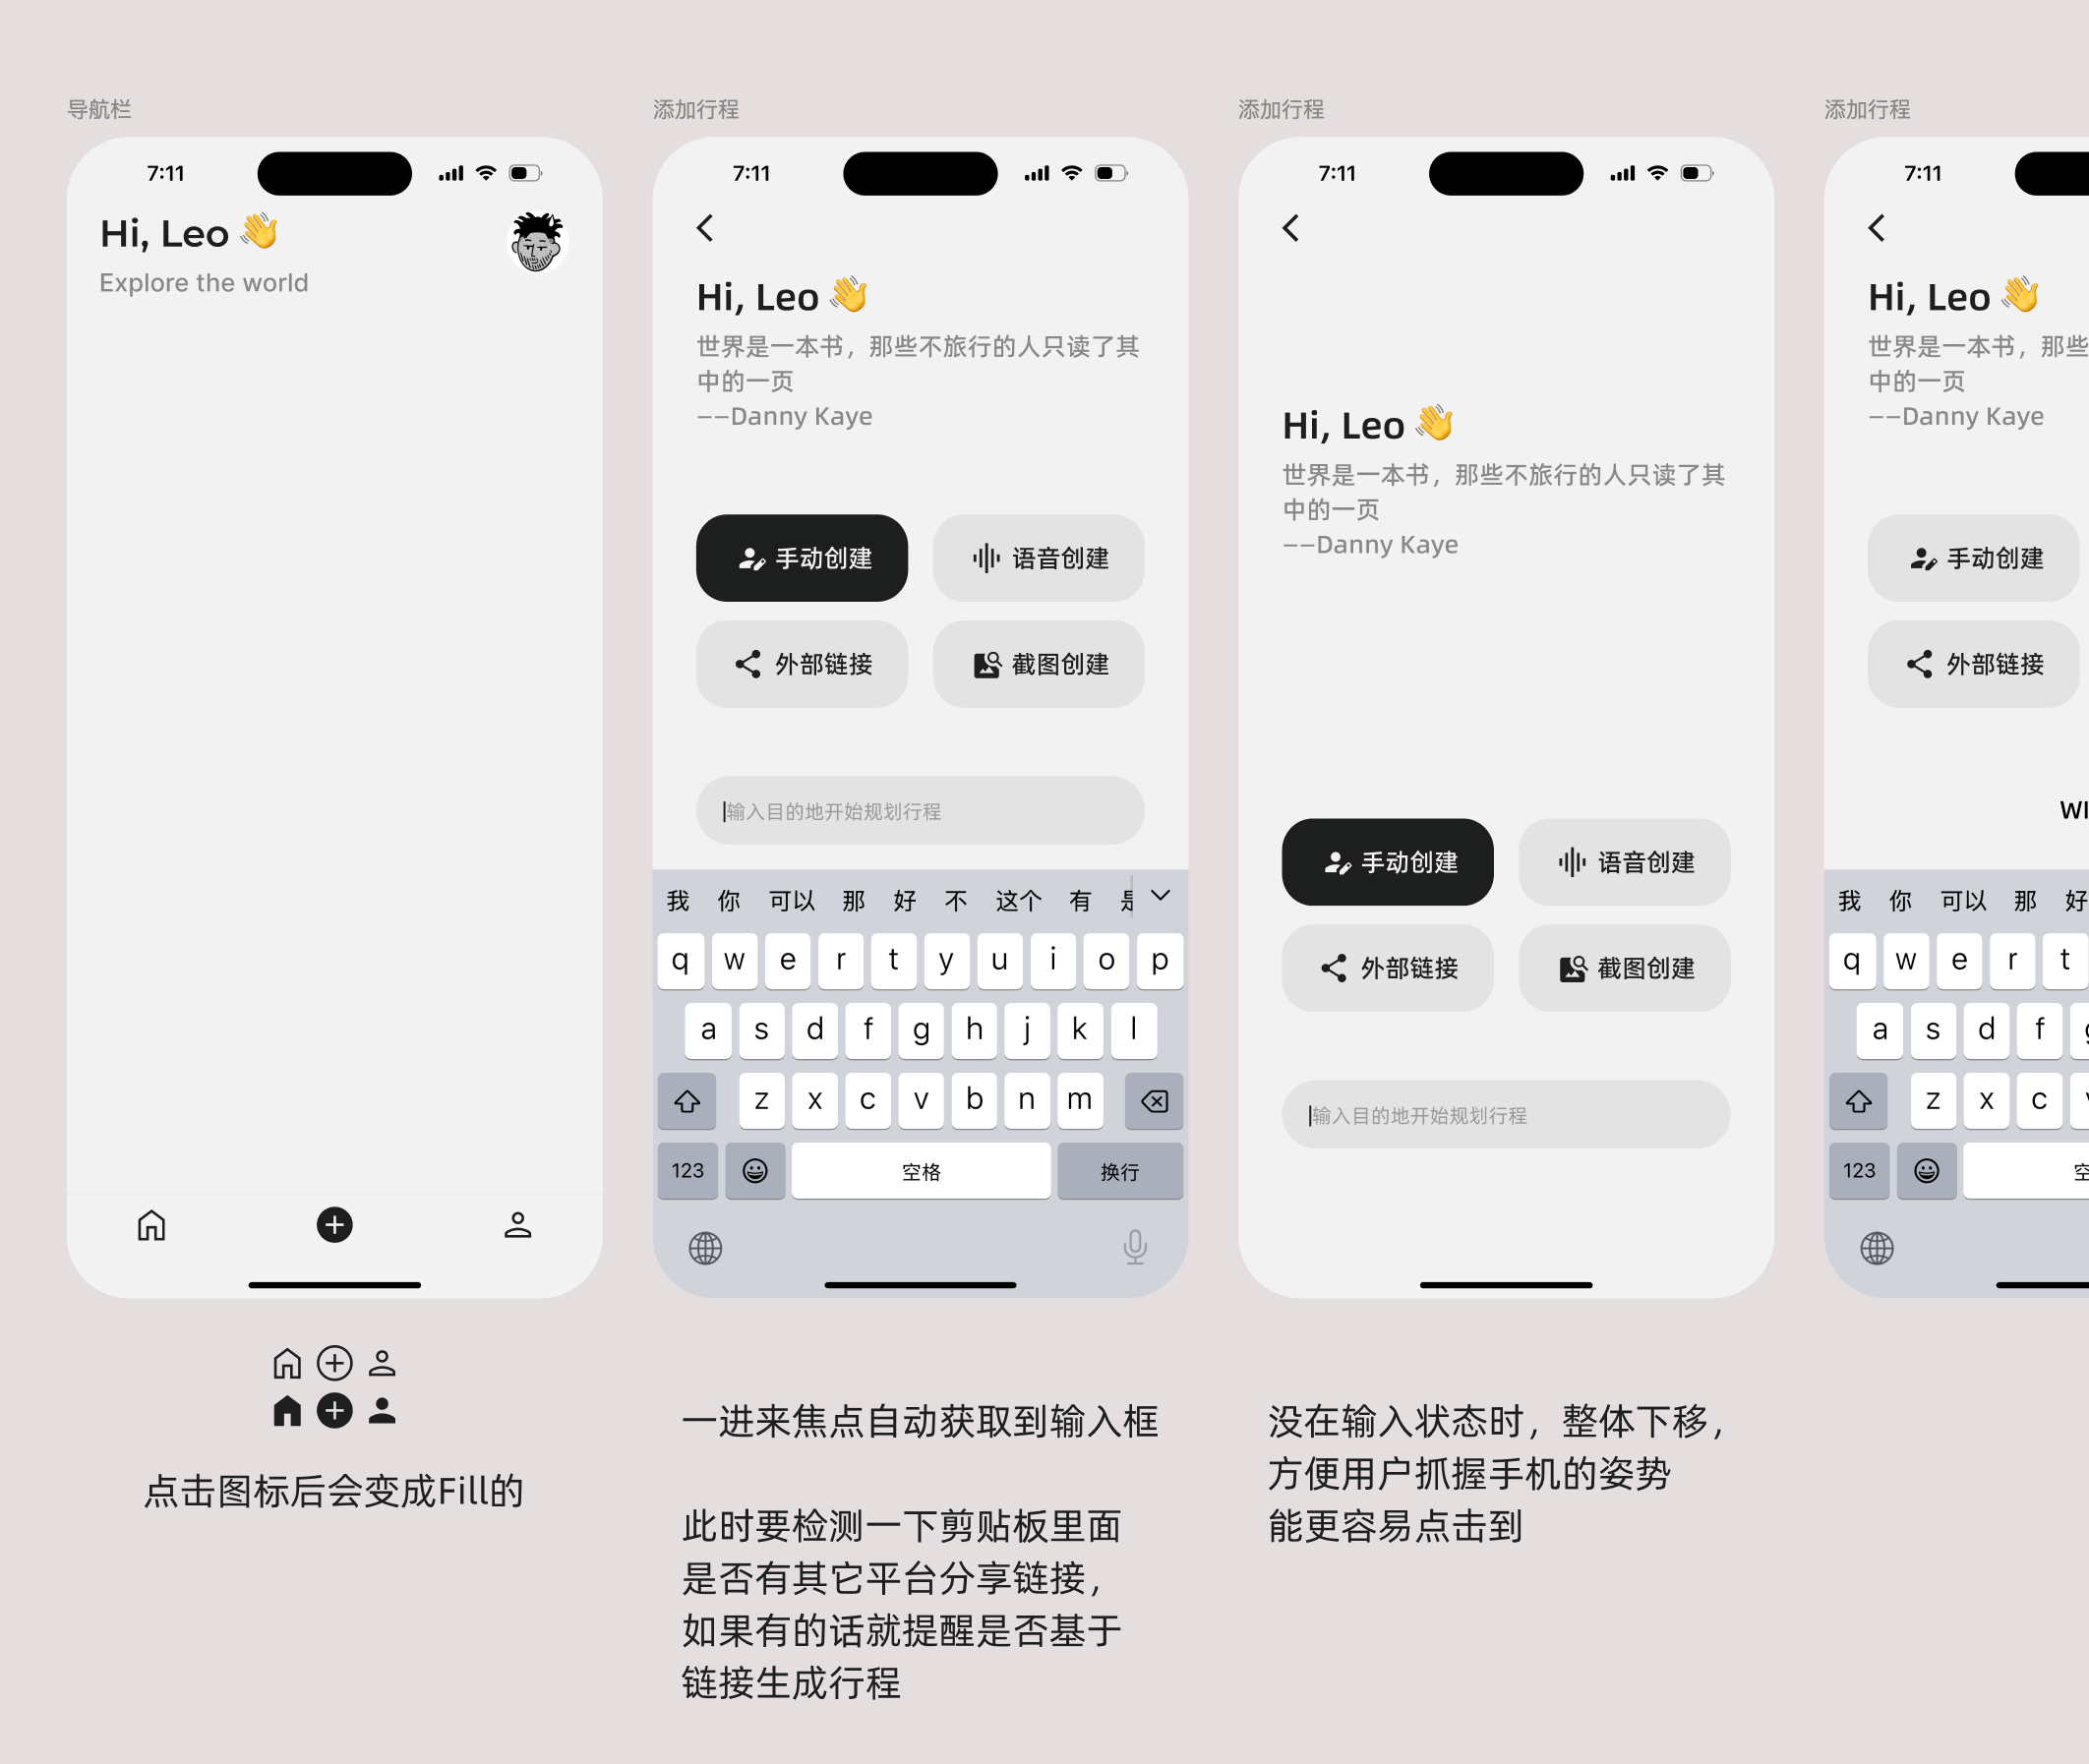 导航栏
7:11
Hi, Leo 👋
Explore the world
点击图标后会变成Fill的
添加行程
7:11
Hi, Leo 👋
世界是一本书，那些不旅行的人只读了其
中的一页
——Danny Kaye
手动创建
语音创建
外部链接
截图创建
输入目的地开始规划行程
我 你 可以 那 好 不 这个 有
q w e r t y u i o p
a s d f g h j k l
z x c v b n m
123 空格 换行
一进来焦点自动获取到输入框
此时要检测一下剪贴板里面
是否有其它平台分享链接，
如果有的话就提醒是否基于
链接生成行程
添加行程
7:11
Hi, Leo 👋
世界是一本书，那些不旅行的人只读了其
中的一页
——Danny Kaye
手动创建
语音创建
外部链接
截图创建
输入目的地开始规划行程
没在输入状态时，整体下移，
方便用户抓握手机的姿势
能更容易点击到
添加行程
7:11
Hi, Leo 👋
世界是一本书，那些
中的一页
——Danny Kaye
手动创建
外部链接
我 你 可以 那 好
q w e r t
a s d f
z x c
123